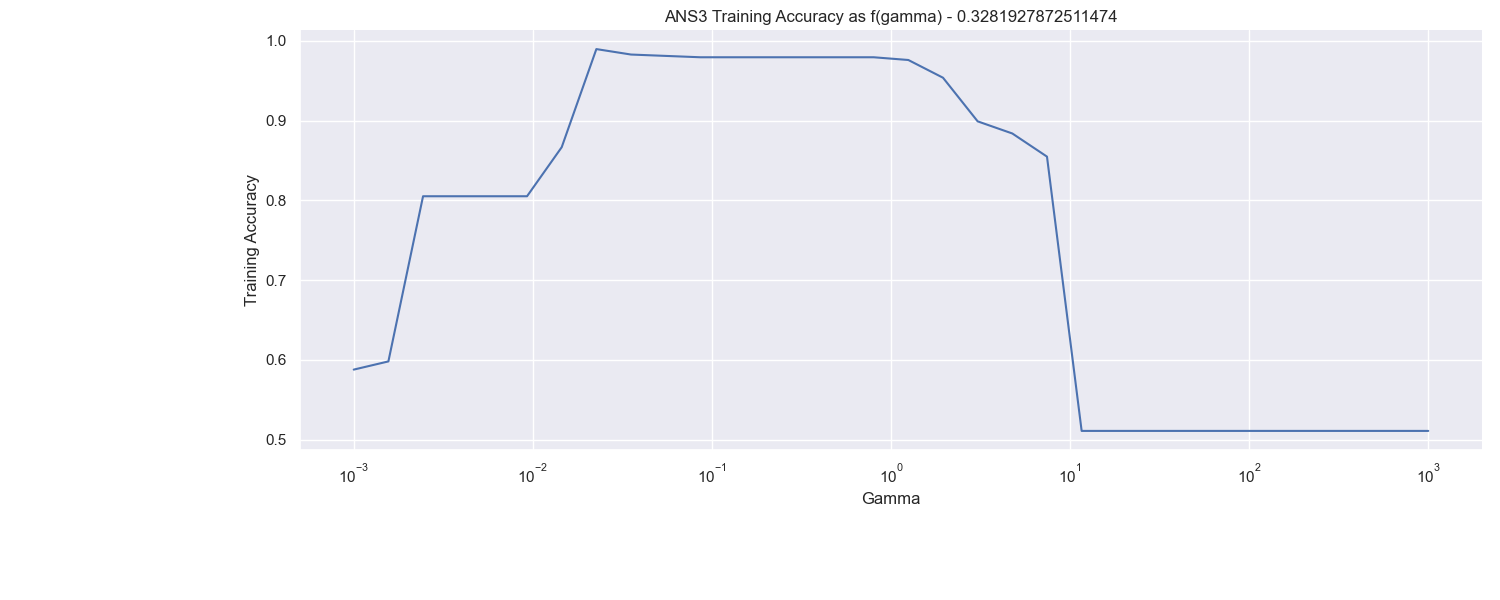 ANS3 Training Accuracy as f(gamma) - 0.3281927872511474
1.0
0.9
0.8
0.7
0.6
0.5
Training Accuracy
10⁻³ 10⁻² 10⁻¹ 10⁰ 10¹ 10² 10³
Gamma